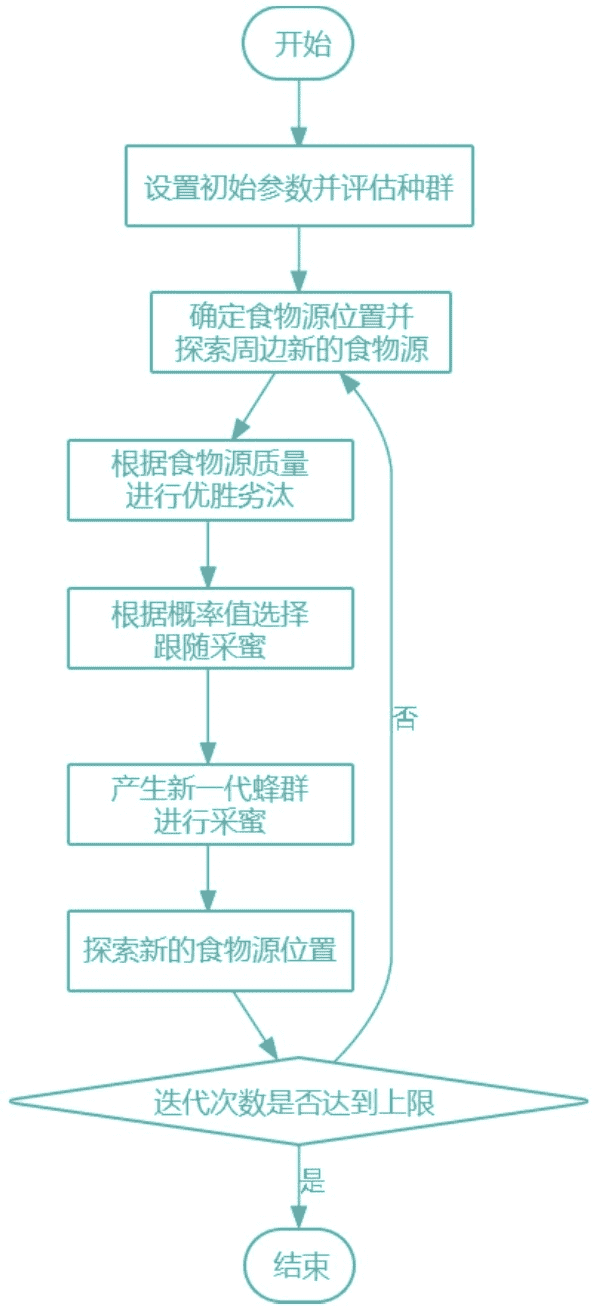 开始
设置初始参数并评估种群
确定食物源位置并
探索周边新的食物源
根据食物源质量
进行优胜劣汰
根据概率值选择
跟随采蜜
产生新一代蜂群
进行采蜜
探索新的食物源位置
否
迭代次数是否达到上限
是
结束